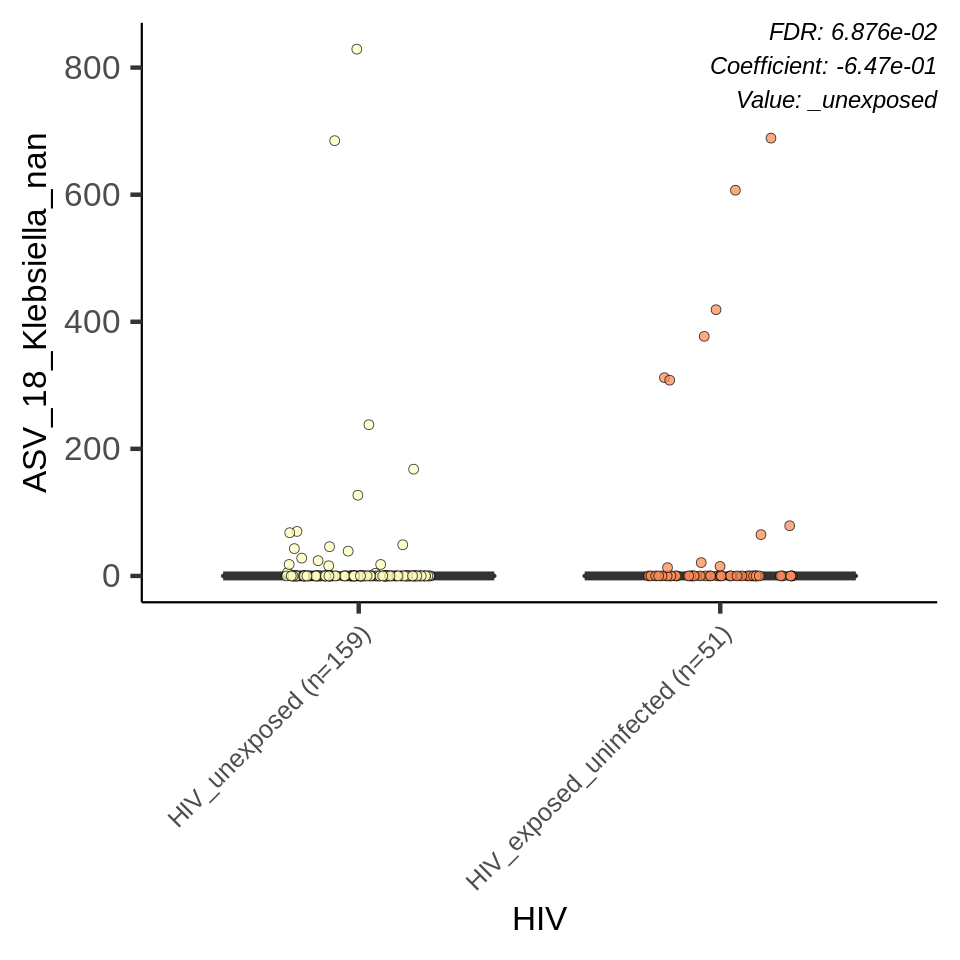 FDR: 6.876e-02
Coefficient: -6.47e-01
Value: _unexposed
ASV_18_Klebsiella_nan
800
600
400
200
0
HIV_unexposed (n=159)
HIV_exposed_uninfected (n=51)
HIV